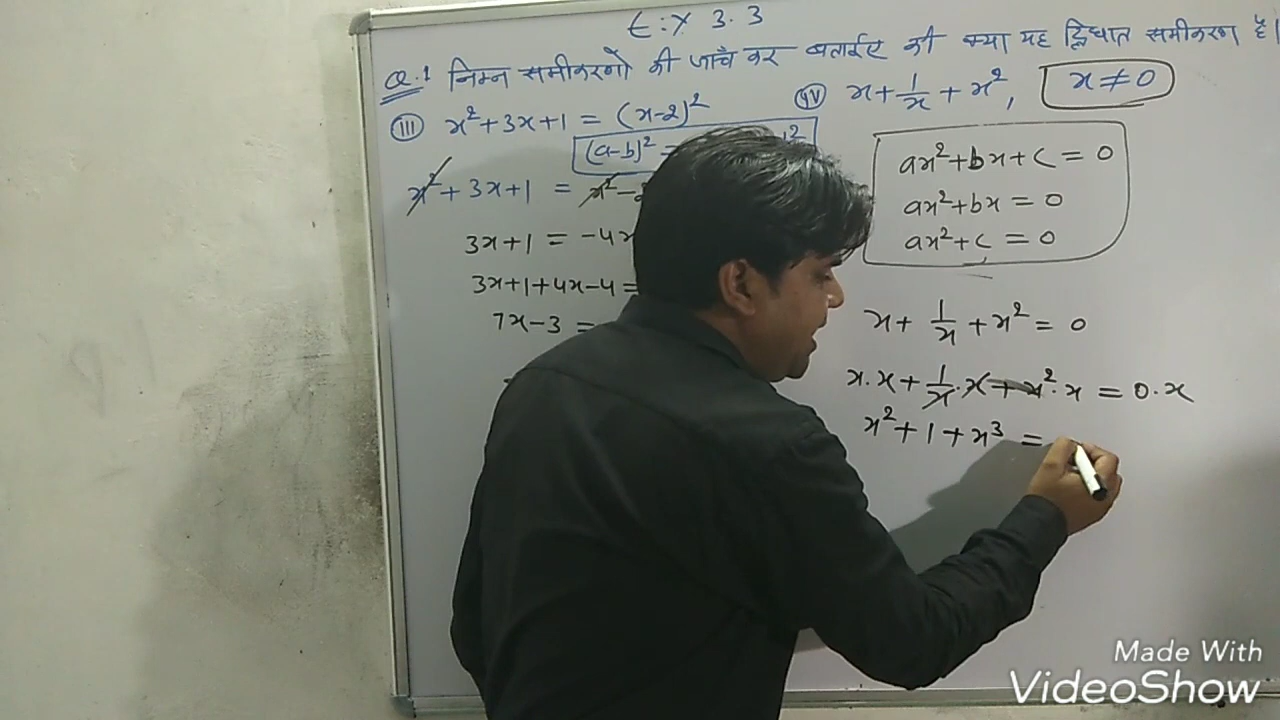 E:X 3.3
Q.1 निम्न समीकरणों की जाँच कर बताईए की क्या यह द्विघात समीकरण है।
(III) x²+3x+1 = (x-2)²
(a-b)² =
x²+3x+1 = x²-
3x+1 = -4x
3x+1+4x-4=
7x-3 =
(IV) x+1/x+x², x≠0
ax²+bx+c=0
ax²+bx=0
ax²+c=0
x+1/x+x²=0
x.x+1/x.x+x².x=0.x
x²+1+x³=
Made With
VideoShow